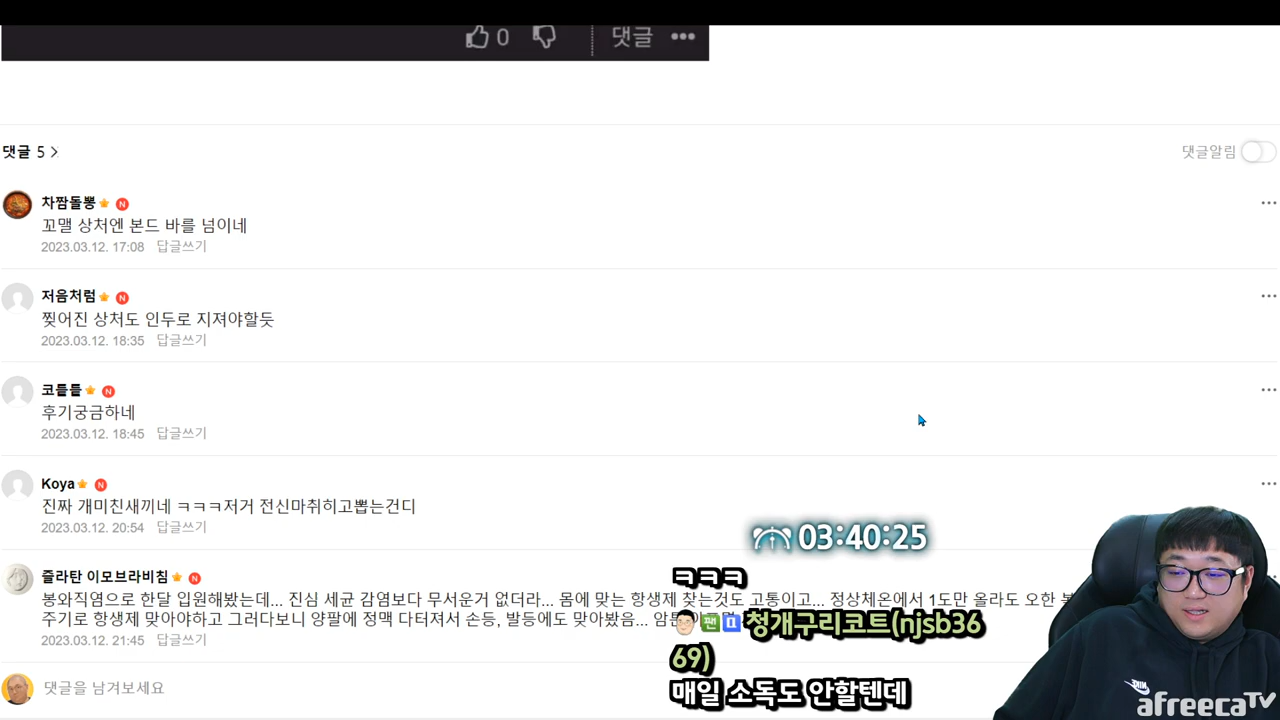 0 댓글
댓글 5
댓글알림
차짬돌뽕 N
꼬맬 상처엔 본드 바를 넘이네
2023.03.12. 17:08 답글쓰기
저음처럼 N
찢어진 상처도 인두로 지져야할듯
2023.03.12. 18:35 답글쓰기
코틀틀 N
후기궁금하네
2023.03.12. 18:45 답글쓰기
Koya N
진짜 개미친새끼네 ㅋㅋㅋ저거 전신마취히고뽑는건디
2023.03.12. 20:54 답글쓰기
즐라탄 이모브라비침 N
봉와직염으로 한달 입원해봤는데... 진심 세균 감염보다 무서운거 없더라... 몸에 맞는 항생제 찾는것도 고통이고... 정상체온에서 1도만 올라도 오한
주기로 항생제 맞아야하고 그러다보니 양팔에 정맥 다터져서 손등, 발등에도 맞아봤음...
2023.03.12. 21:45 답글쓰기
댓글을 남겨보세요
03:40:25
ㅋㅋㅋ
팬 청개구리코트(njsb36
69)
매일 소독도 안할텐데
NIKE
afreecaTV